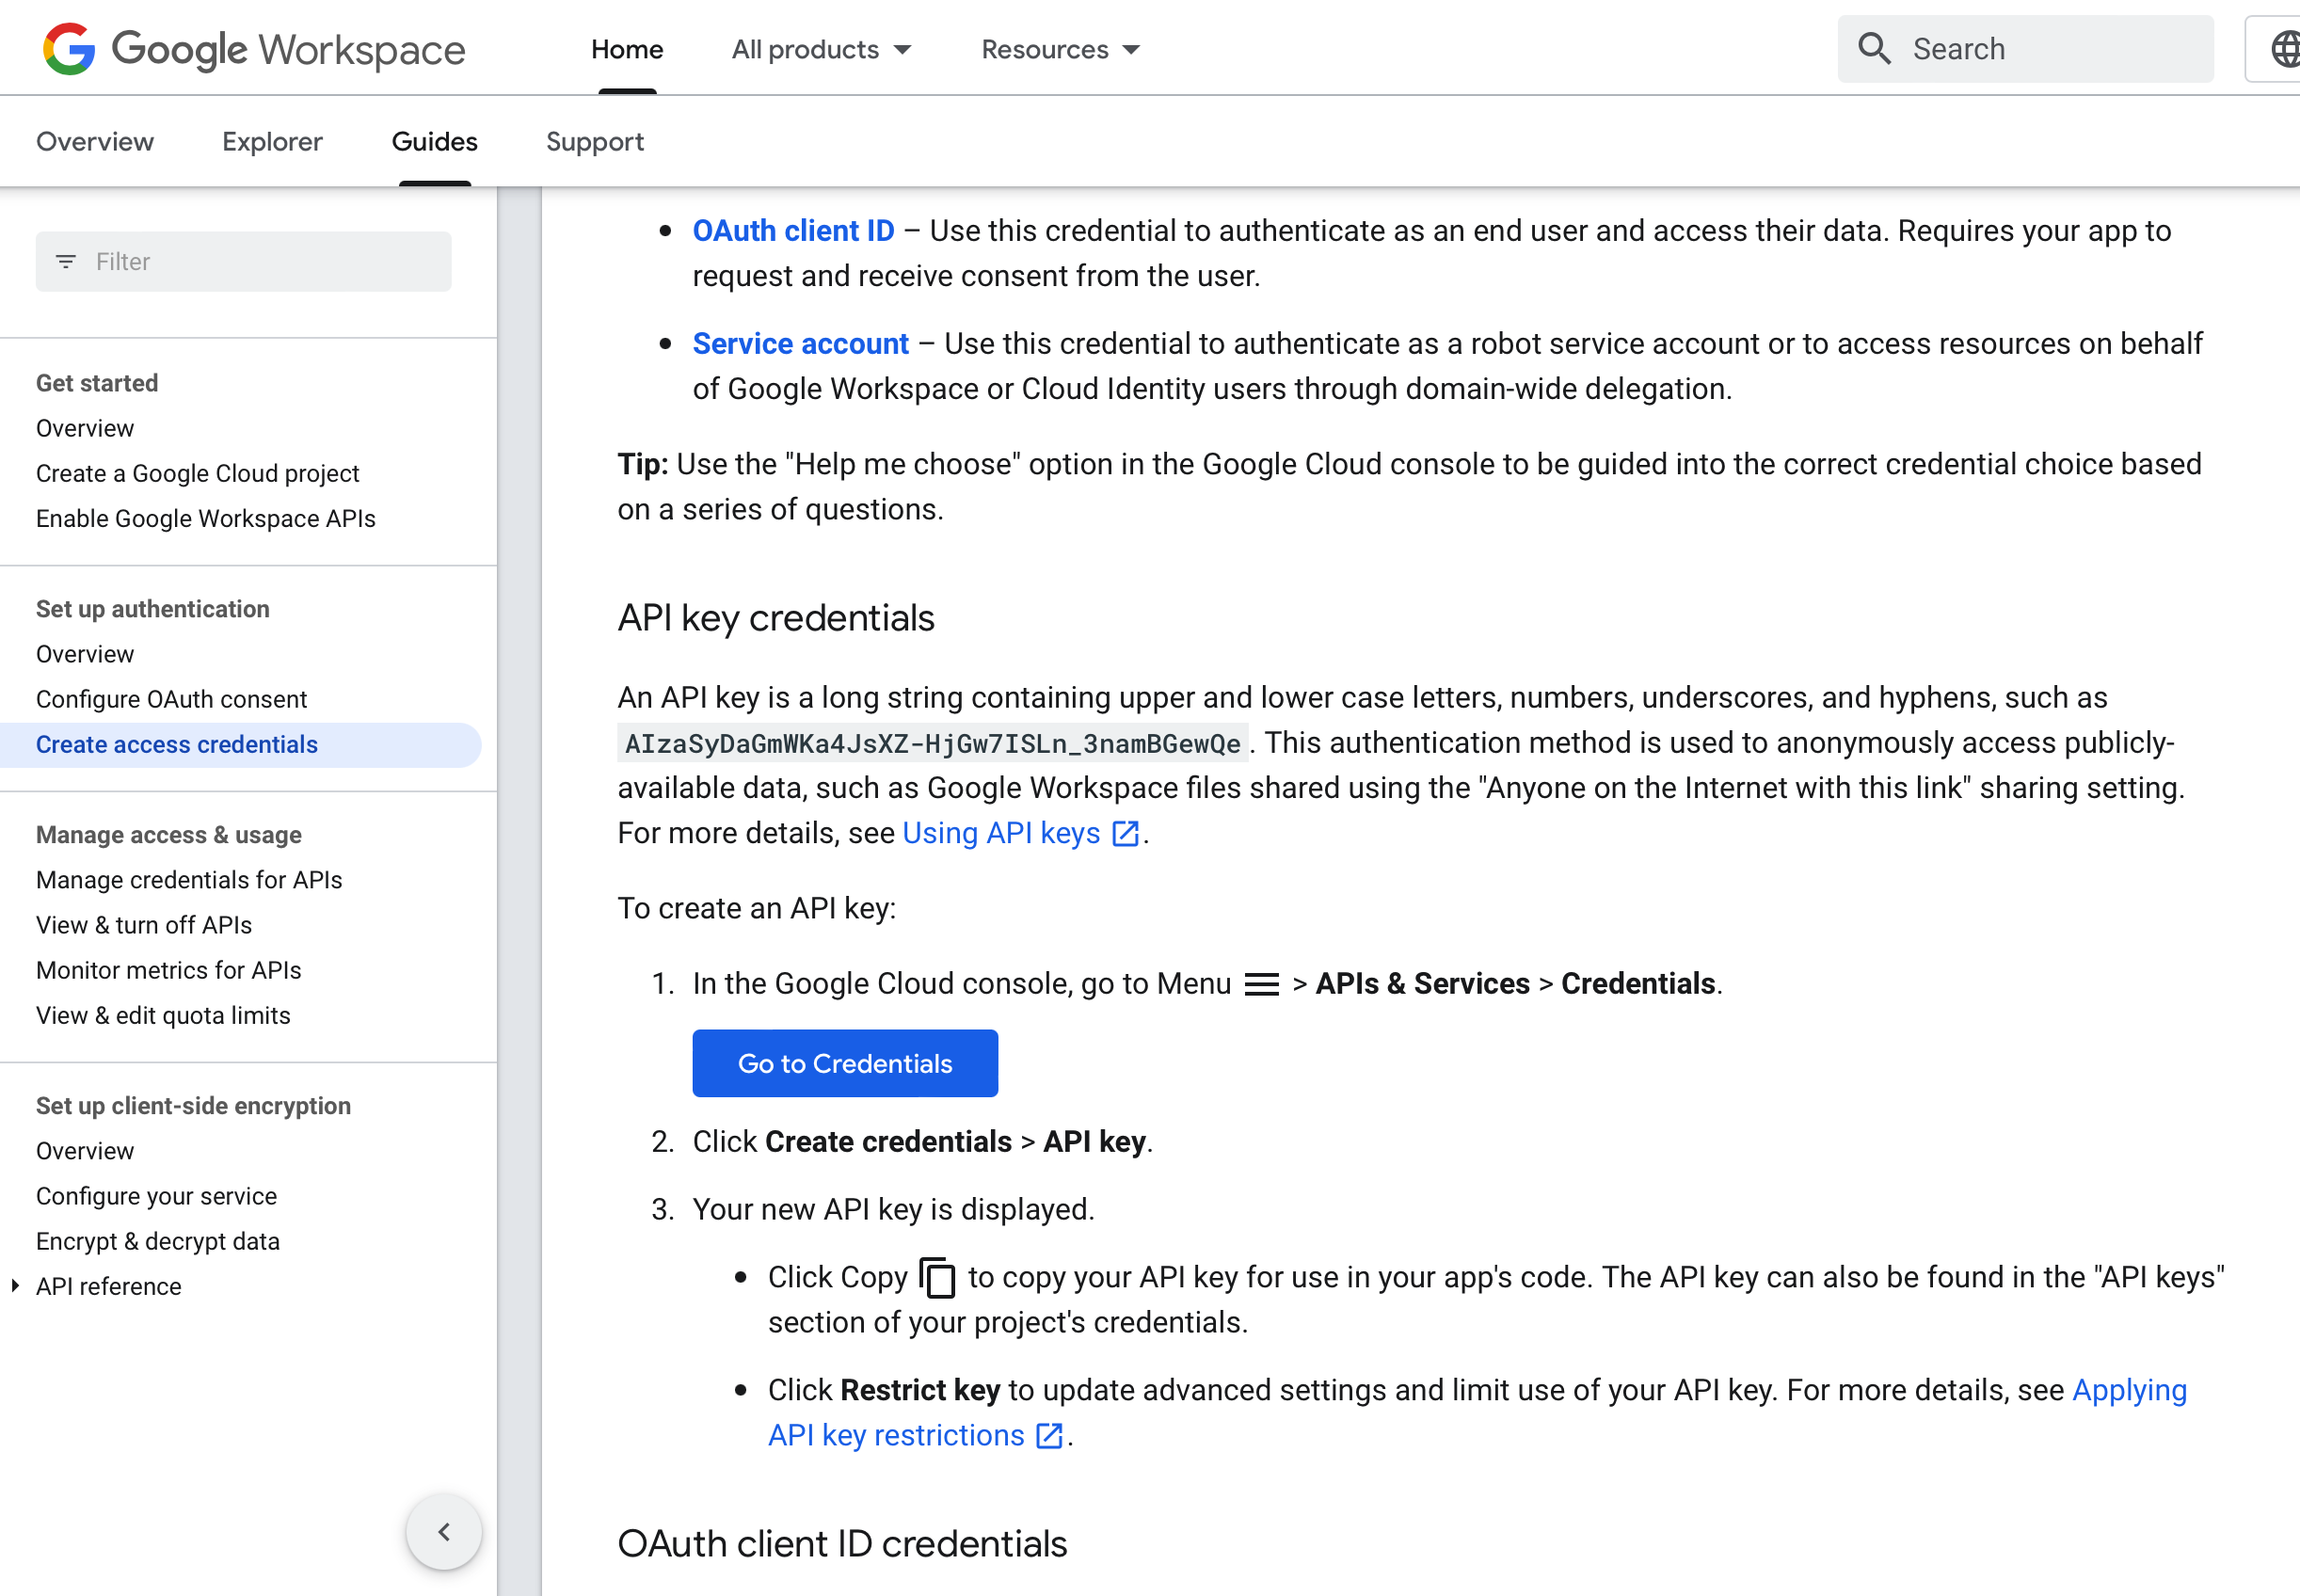 Google Workspace
Home
All products
Resources
Search
Overview
Explorer
Guides
Support
Filter
Get started
Overview
Create a Google Cloud project
Enable Google Workspace APIs
Set up authentication
Overview
Configure OAuth consent
Create access credentials
Manage access & usage
Manage credentials for APIs
View & turn off APIs
Monitor metrics for APIs
View & edit quota limits
Set up client-side encryption
Overview
Configure your service
Encrypt & decrypt data
API reference
OAuth client ID – Use this credential to authenticate as an end user and access their data. Requires your app to
request and receive consent from the user.
Service account – Use this credential to authenticate as a robot service account or to access resources on behalf
of Google Workspace or Cloud Identity users through domain-wide delegation.
Tip: Use the "Help me choose" option in the Google Cloud console to be guided into the correct credential choice based
on a series of questions.
API key credentials
An API key is a long string containing upper and lower case letters, numbers, underscores, and hyphens, such as
AIzaSyDaGmWKa4JsXZ-HjGw7ISLn_3namBGewQe. This authentication method is used to anonymously access publicly-
available data, such as Google Workspace files shared using the "Anyone on the Internet with this link" sharing setting.
For more details, see Using API keys.
To create an API key:
1. In the Google Cloud console, go to Menu > APIs & Services > Credentials.
Go to Credentials
2. Click Create credentials > API key.
3. Your new API key is displayed.
Click Copy to copy your API key for use in your app's code. The API key can also be found in the "API keys"
section of your project's credentials.
Click Restrict key to update advanced settings and limit use of your API key. For more details, see Applying
API key restrictions.
OAuth client ID credentials